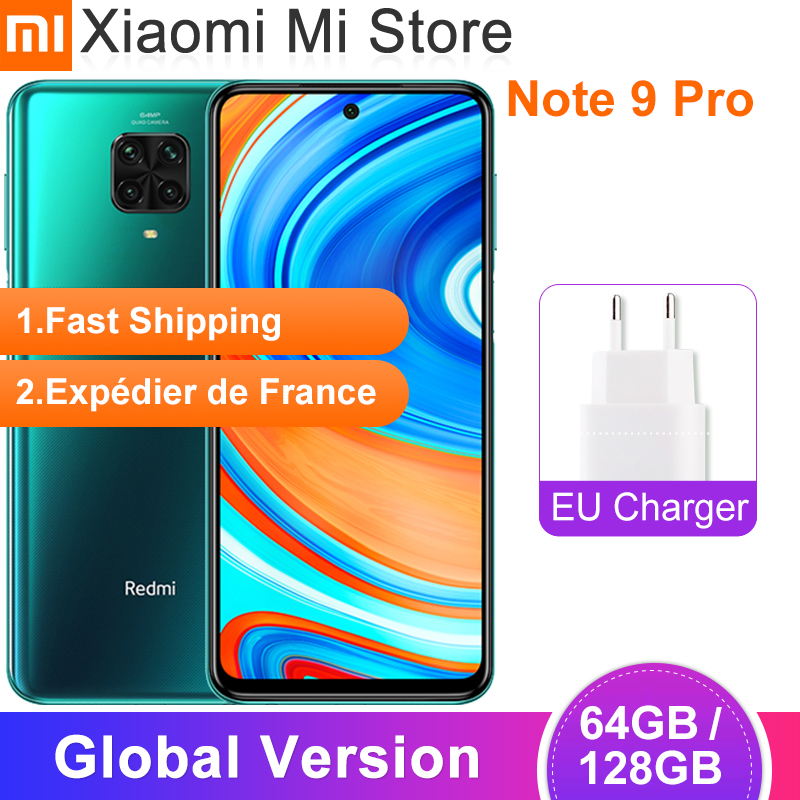 mi Xiaomi Mi Store
Note 9 Pro
64MP
QUAD CAMERA
1.Fast Shipping
2.Expédier de France
EU Charger
Redmi
Global Version
64GB /
128GB